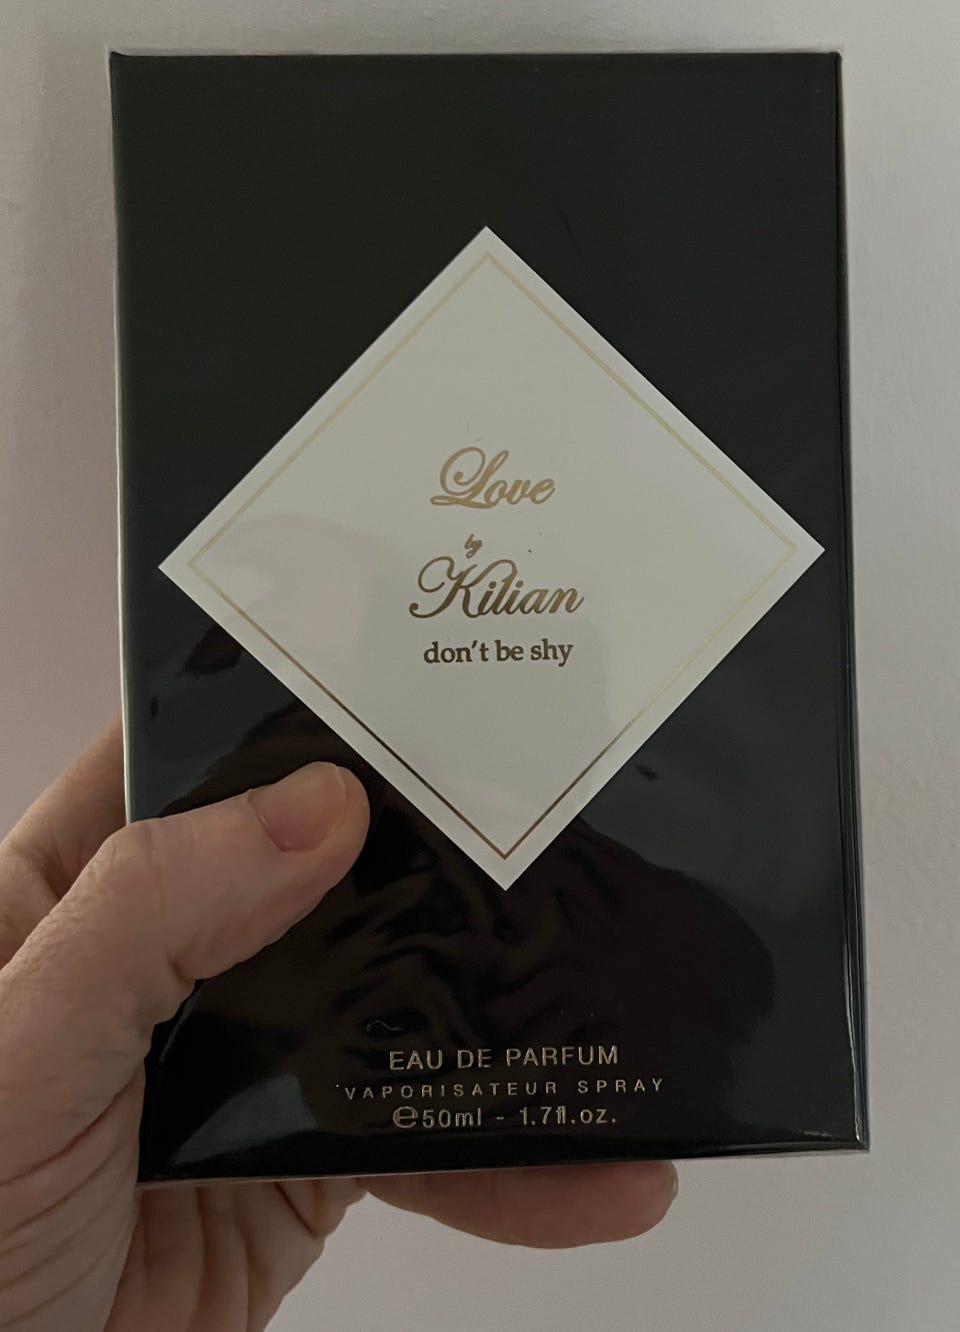 Love
by
Kilian
don't be shy
EAU DE PARFUM
VAPORISATEUR SPRAY
℮50ml - 1.7fl.oz.